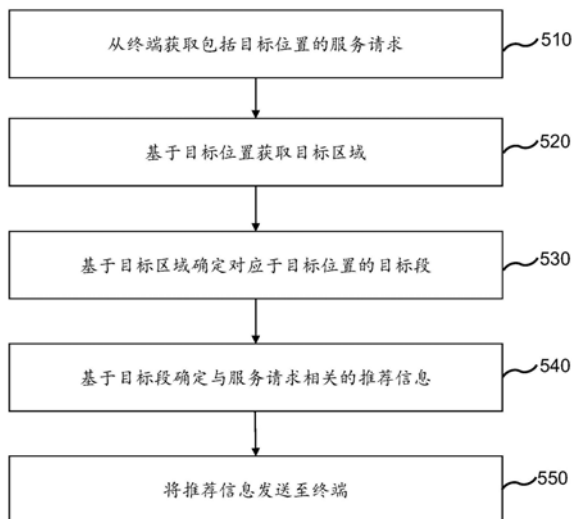 从终端获取包括目标位置的服务请求
510
基于目标位置获取目标区域
520
基于目标区域确定对应于目标位置的目标段
530
基于目标段确定与服务请求相关的推荐信息
540
将推荐信息发送至终端
550